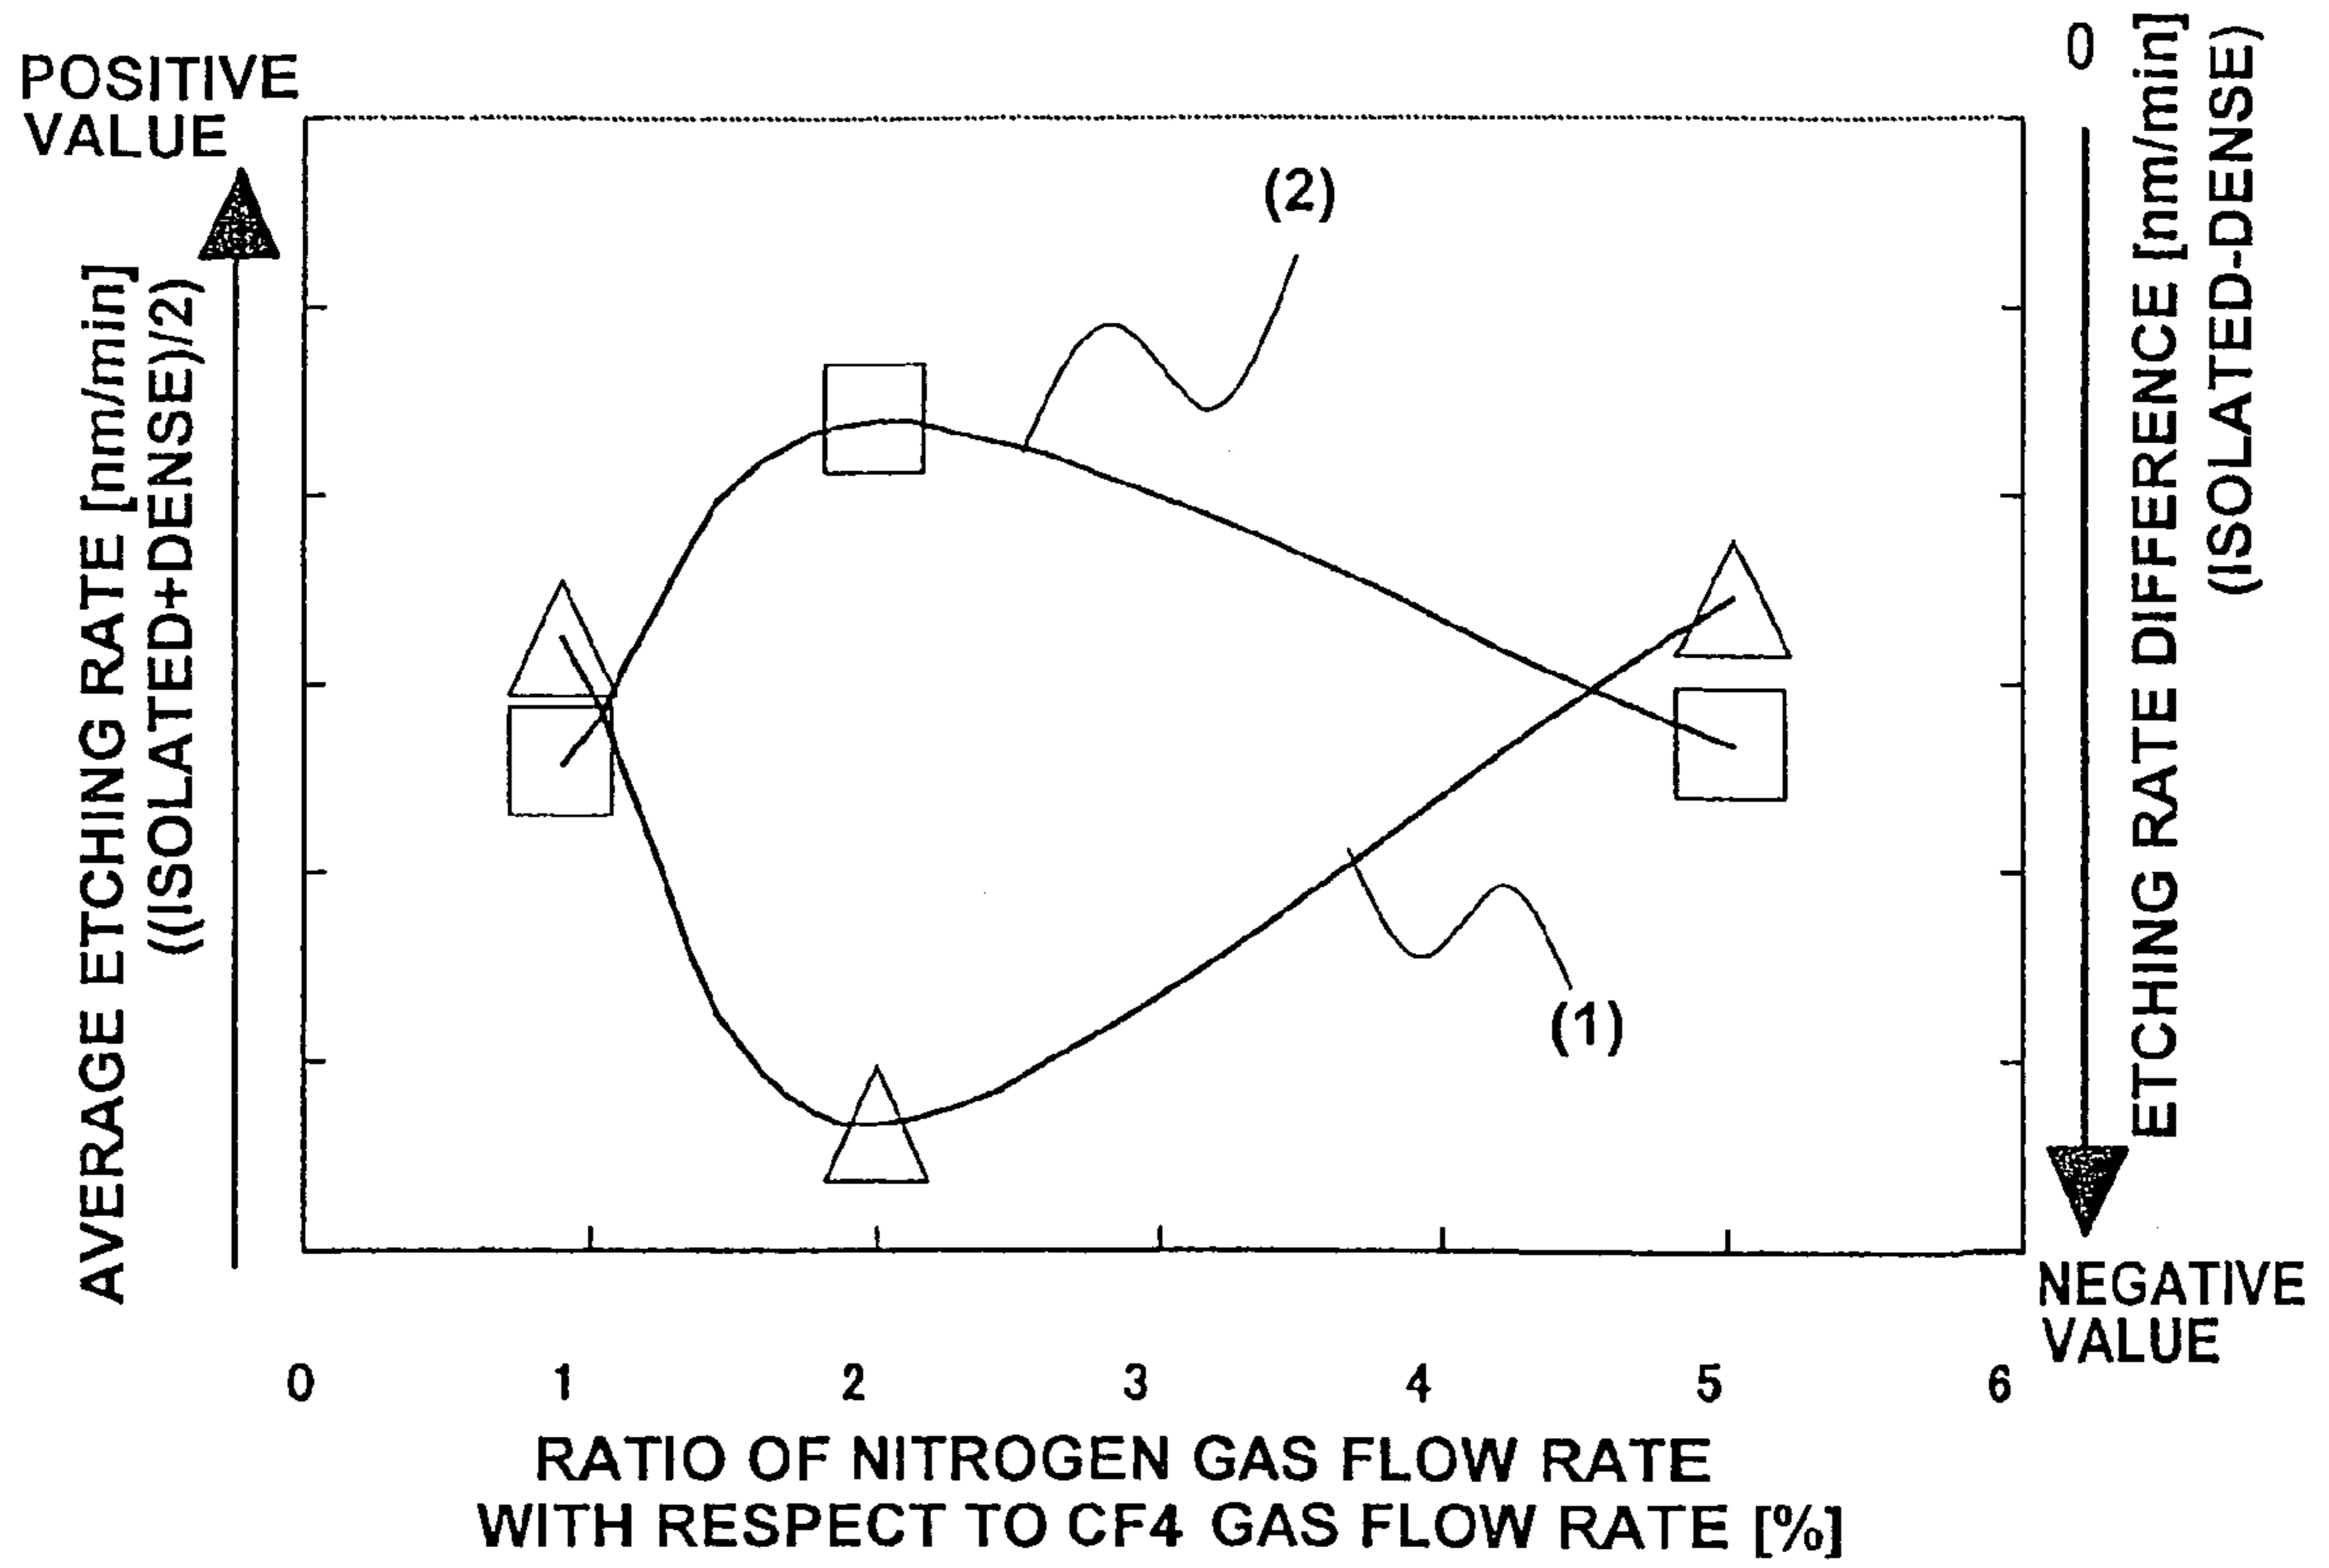 POSITIVE
VALUE
AVERAGE ETCHING RATE [nm/min]
((ISOLATED+DENSE)/2)
(2)
(1)
0
ETCHING RATE DIFFERENCE [nm/min]
(ISOLATED-DENSE)
NEGATIVE
VALUE
0 1 2 3 4 5 6
RATIO OF NITROGEN GAS FLOW RATE
WITH RESPECT TO CF4 GAS FLOW RATE [%]